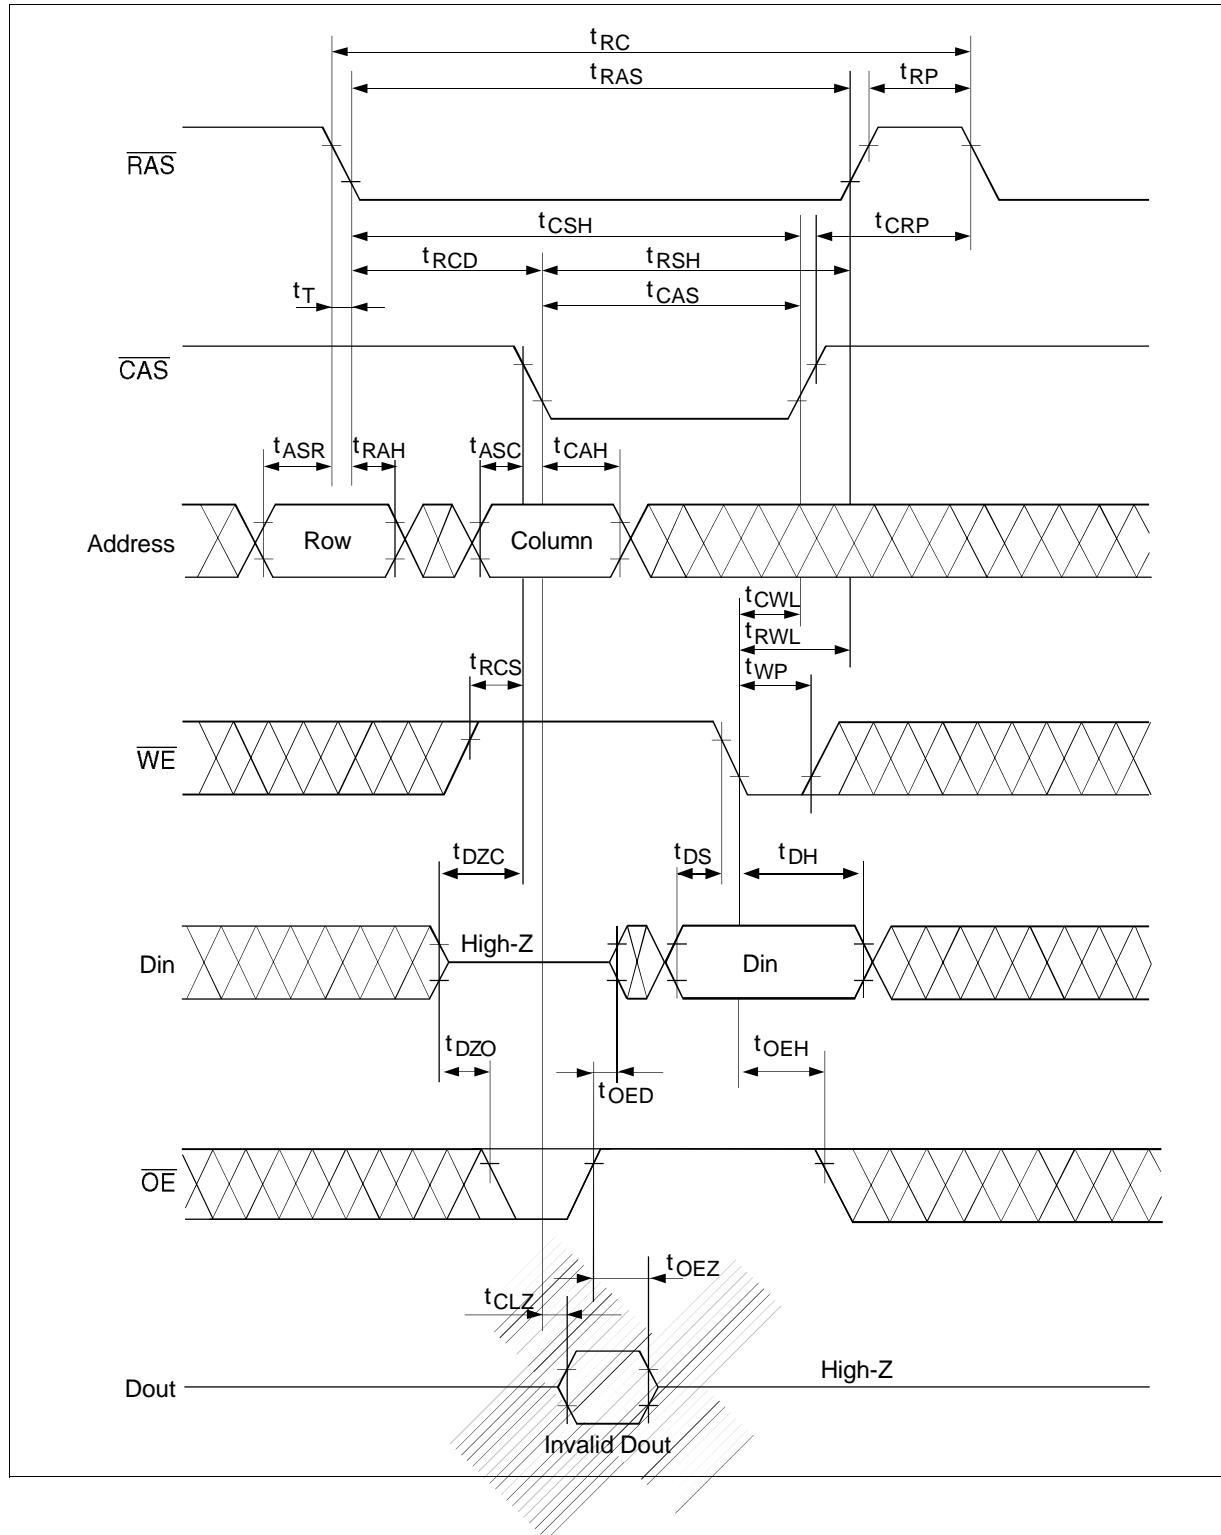 tRC
tRAS
tRP
RAS
tCSH
tCRP
tRCD
tRSH
tT
tCAS
CAS
tASR
tRAH
tASC
tCAH
Address
Row
Column
tCWL
tRWL
tRCS
tWP
WE
tDZC
tDS
tDH
High-Z
Din
Din
tDZO
tOEH
tOED
OE
tOEZ
tCLZ
High-Z
Dout
Invalid Dout